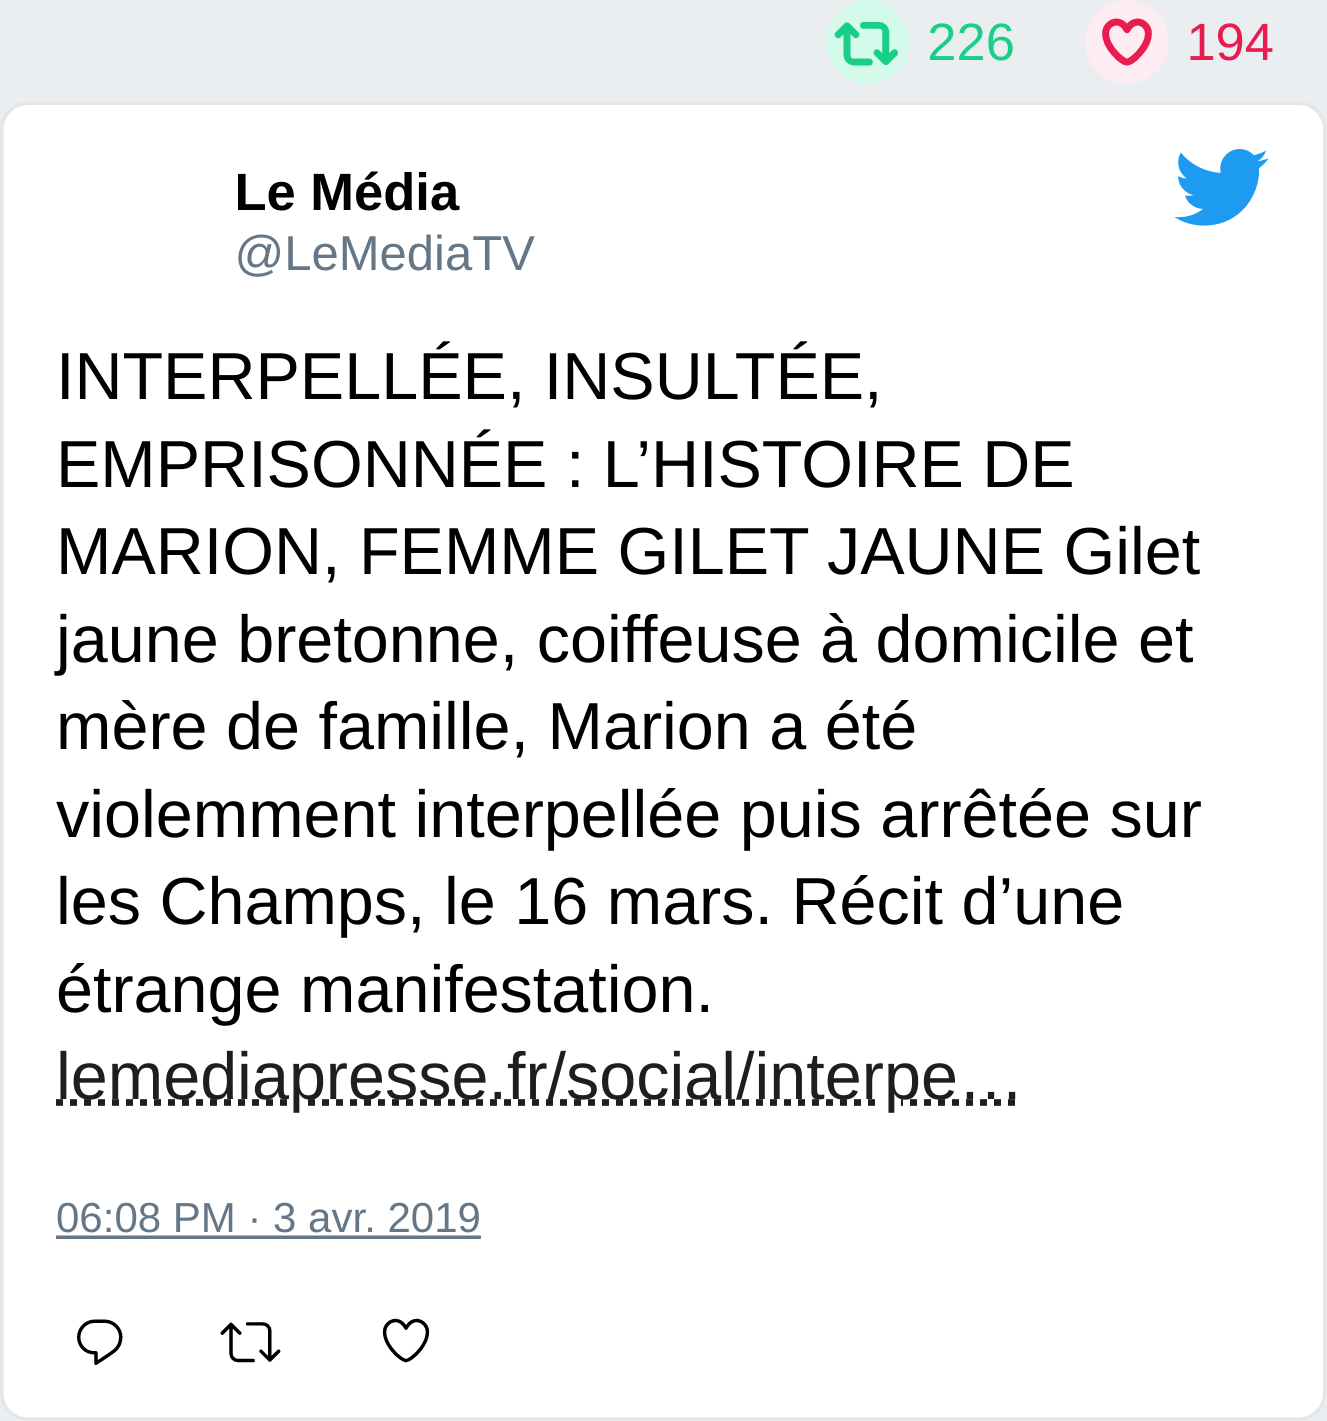 226 194
Le Média
@LeMediaTV
INTERPELLÉE, INSULTÉE,
EMPRISONNÉE : L’HISTOIRE DE
MARION, FEMME GILET JAUNE Gilet
jaune bretonne, coiffeuse à domicile et
mère de famille, Marion a été
violemment interpellée puis arrêtée sur
les Champs, le 16 mars. Récit d’une
étrange manifestation.
lemediapresse.fr/social/interpe…
06:08 PM · 3 avr. 2019